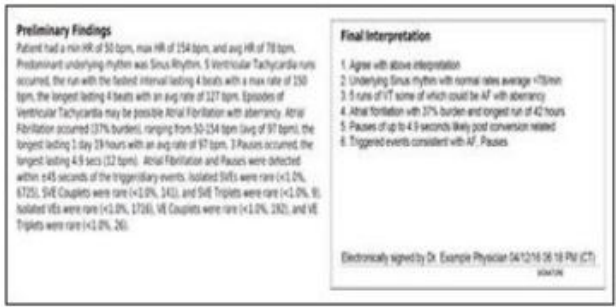 Preliminary Findings
Patient had a min HR of 50 bpm, max HR of 154 bpm, and avg HR of 78 bpm.
Predominant underlying rhythm was Sinus Rhythm. 5 Ventricular Tachycardia runs
occurred, the run with the fastest interval lasting 4 beats with a max rate of 150
bpm, the longest lasting 4 beats with an avg rate of 127 bpm. Episodes of
Ventricular Tachycardia may be possible Atrial Fibrillation with aberrancy. Atrial
Fibrillation occurred (37% burden), ranging from 50-154 bpm (avg of 97 bpm), the
longest lasting 1 day 19 hours with an avg rate of 97 bpm. 3 Pauses occurred, the
longest lasting 4.9 secs (12 bpm). Atrial Fibrillation and Pauses were detected
within ±45 seconds of the trigger/diary events. Isolated SVEs were rare (<1.0%,
6725), SVE Couplets were rare (<1.0%, 141), and SVE Triplets were rare (<1.0%, 9).
Isolated VEs were rare (<1.0%, 1716), VE Couplets were rare (<1.0%, 192), and VE
Triplets were rare (<1.0%, 26).
Final Interpretation
1. Agree with above interpretation
2. Underlying Sinus rhythm with normal rates average =78/min
3. 5 runs of VT some of which could be AF with aberrancy
4. Atrial fibrillation with 37% burden and longest run of 42 hours
5. Pauses of up to 4.9 seconds likely post conversion related
6. Triggered events consistent with AF, Pauses
Electronically signed by Dr. Example Physician 04/12/16 06:18 PM (CT)
SIGNATURE